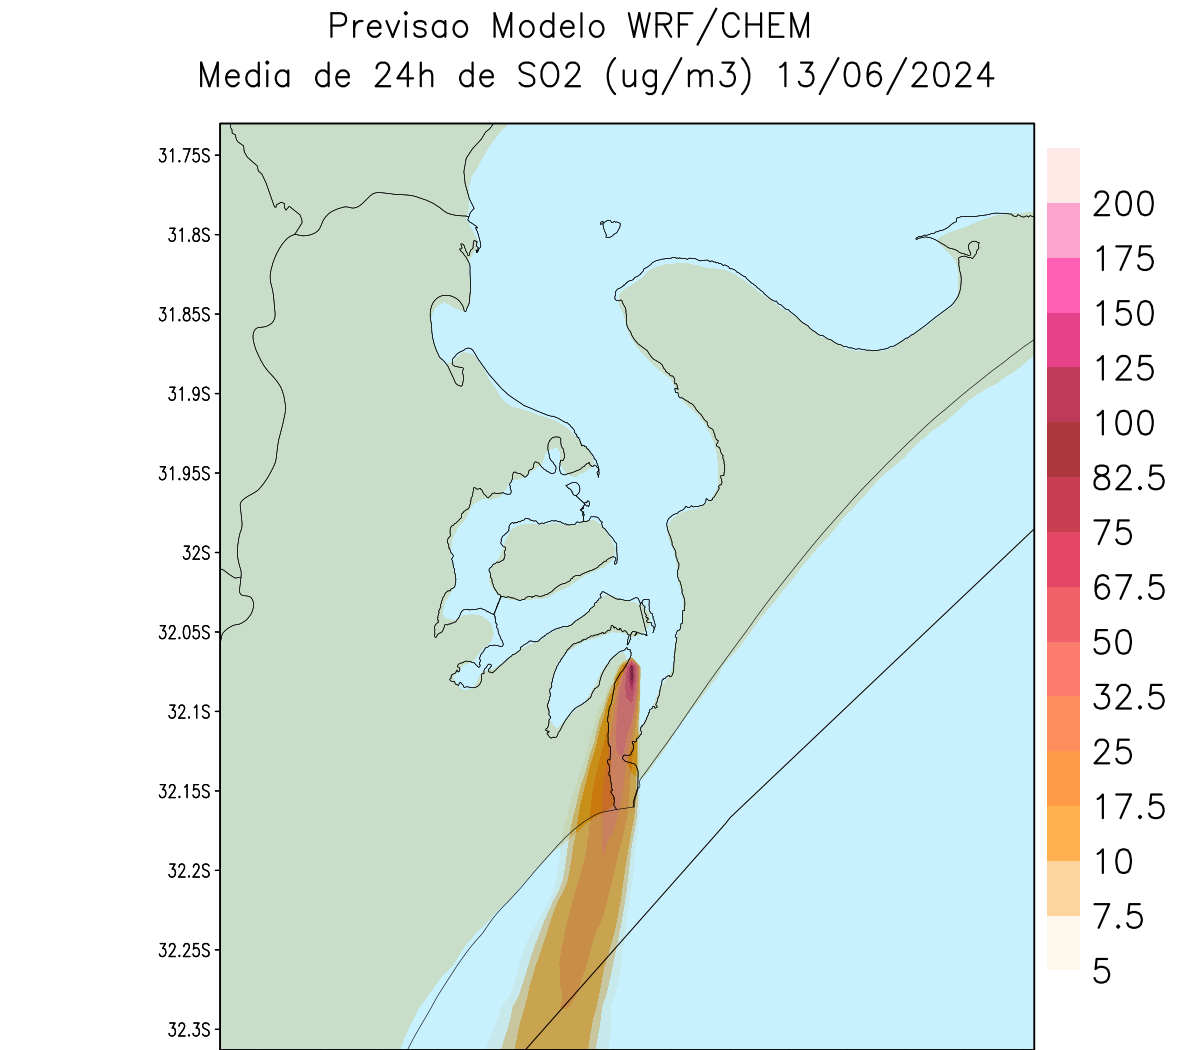 Previsao Modelo WRF/CHEM
Media de 24h de SO2 (ug/m3) 13/06/2024
31.75S
31.8S
31.85S
31.9S
31.95S
32S
32.05S
32.1S
32.15S
32.2S
32.25S
32.3S
200
175
150
125
100
82.5
75
67.5
50
32.5
25
17.5
10
7.5
5